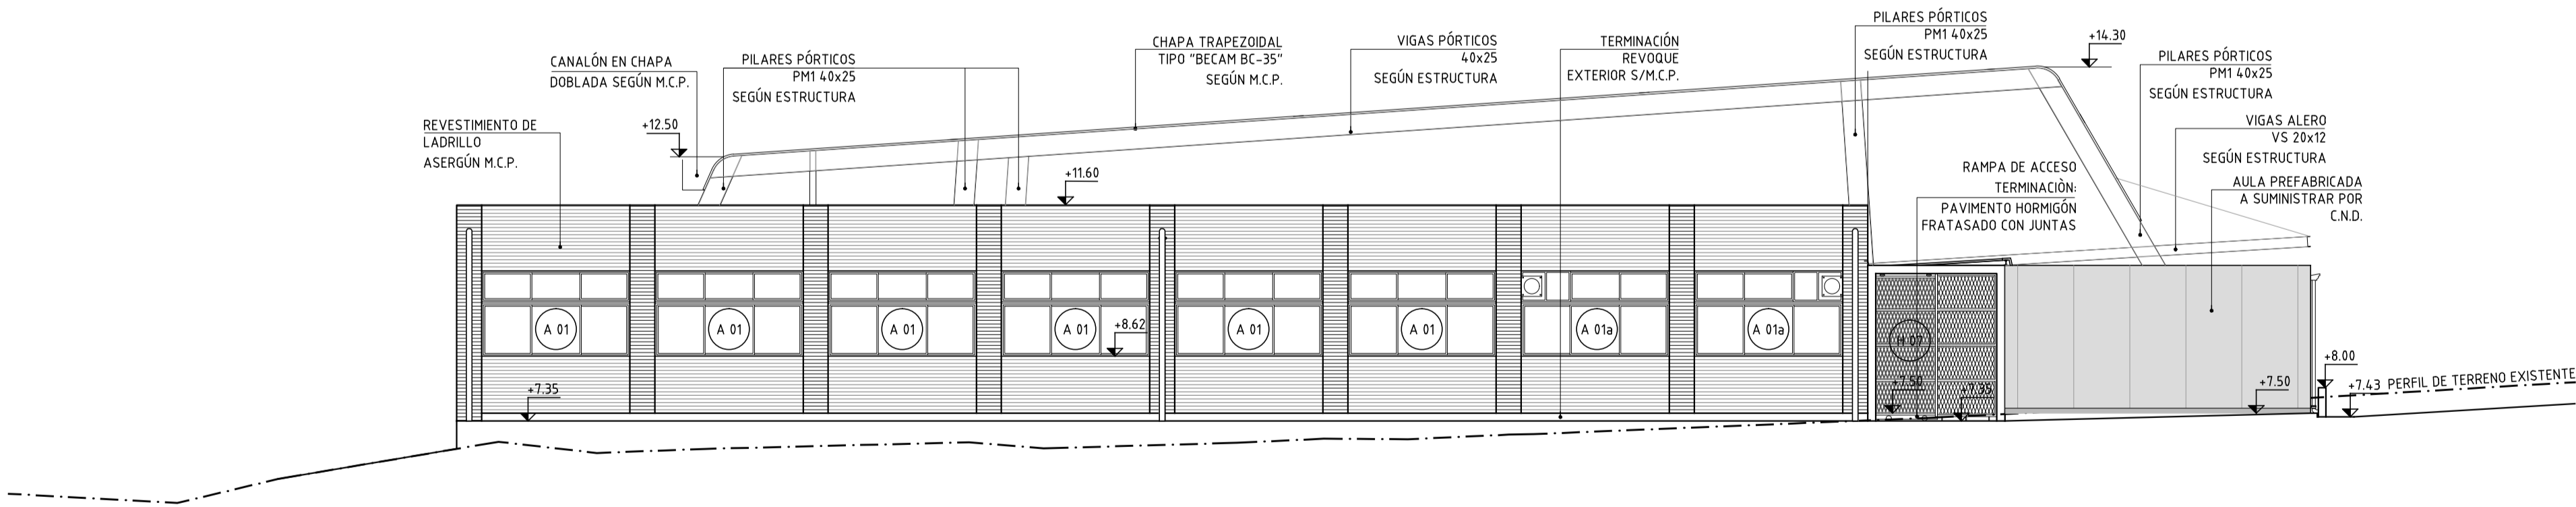 REVESTIMIENTO DE
LADRILLO
ASERGÚN M.C.P.
CANALÓN EN CHAPA
DOBLADA SEGÚN M.C.P.
+12.50
PILARES PÓRTICOS
PM1 40x25
SEGÚN ESTRUCTURA
+11.60
CHAPA TRAPEZOIDAL
TIPO "BECAM BC-35"
SEGÚN M.C.P.
VIGAS PÓRTICOS
40x25
SEGÚN ESTRUCTURA
TERMINACIÓN
REVOQUE
EXTERIOR S/M.C.P.
PILARES PÓRTICOS
PM1 40x25
SEGÚN ESTRUCTURA
+14.30
PILARES PÓRTICOS
PM1 40x25
SEGÚN ESTRUCTURA
VIGAS ALERO
VS 20x12
SEGÚN ESTRUCTURA
RAMPA DE ACCESO
TERMINACIÒN:
PAVIMENTO HORMIGÓN
FRATASADO CON JUNTAS
AULA PREFABRICADA
A SUMINISTRAR POR
C.N.D.
A 01
A 01
A 01
A 01
+8.62
A 01
A 01
A 01a
A 01a
H 07
+7.35
+7.50
+7.35
+7.50
+8.00
+7.43 PERFIL DE TERRENO EXISTENTE